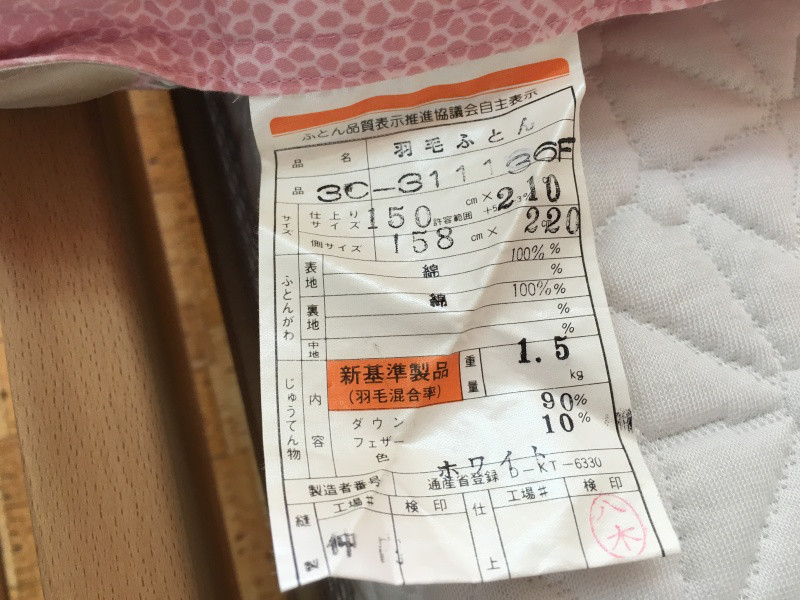 ふとん品質表示推進協議会自主表示
品 名 羽毛ふとん
品 3C-311136F
サイズ 仕上りサイズ 150 cm × 210
許容範囲
側サイズ 158 cm × 220
ふとんがわ 表地 綿 100%%
%
裏地 綿 100%%
%
中地 %
じゅうてん物 内容 新基準製品 重量 1.5 kg
(羽毛混合率)
ダウン 90%
フェザー 10%
色 ホワイト
製造者番号 通産省登録 D-KT-6330
縫製 工場# 検印 仕上 工場# 検印
八木